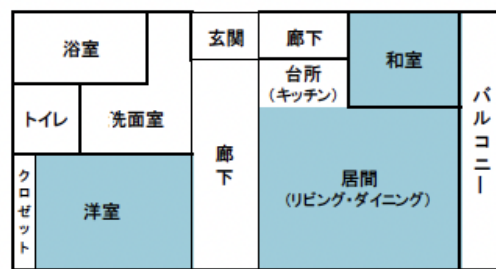 浴室
玄関
廊下
和室
台所
(キッチン)
バルコニー
トイレ
洗面室
廊下
クロゼット
洋室
居間
(リビング・ダイニング)